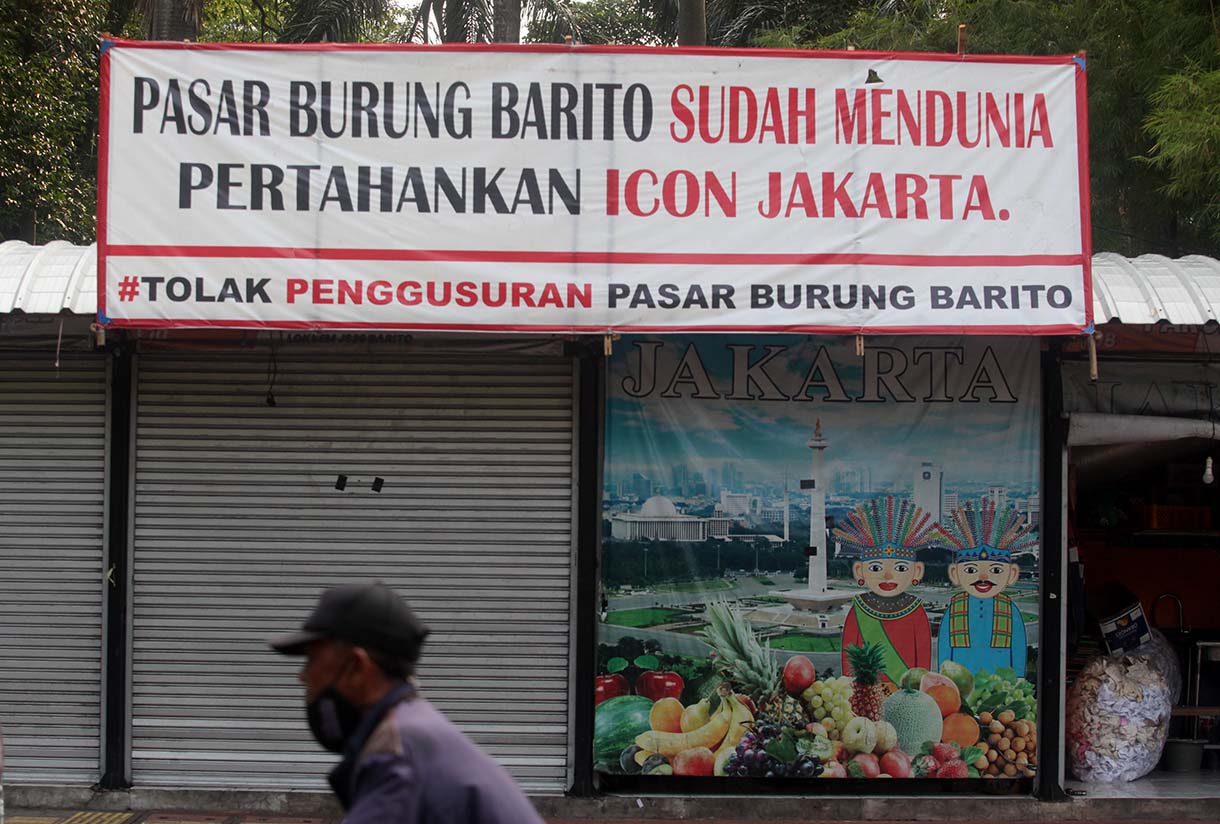 PASAR BURUNG BARITO SUDAH MENDUNIA
PERTAHANKAN ICON JAKARTA.
#TOLAK PENGGUSURAN PASAR BURUNG BARITO
JAKARTA